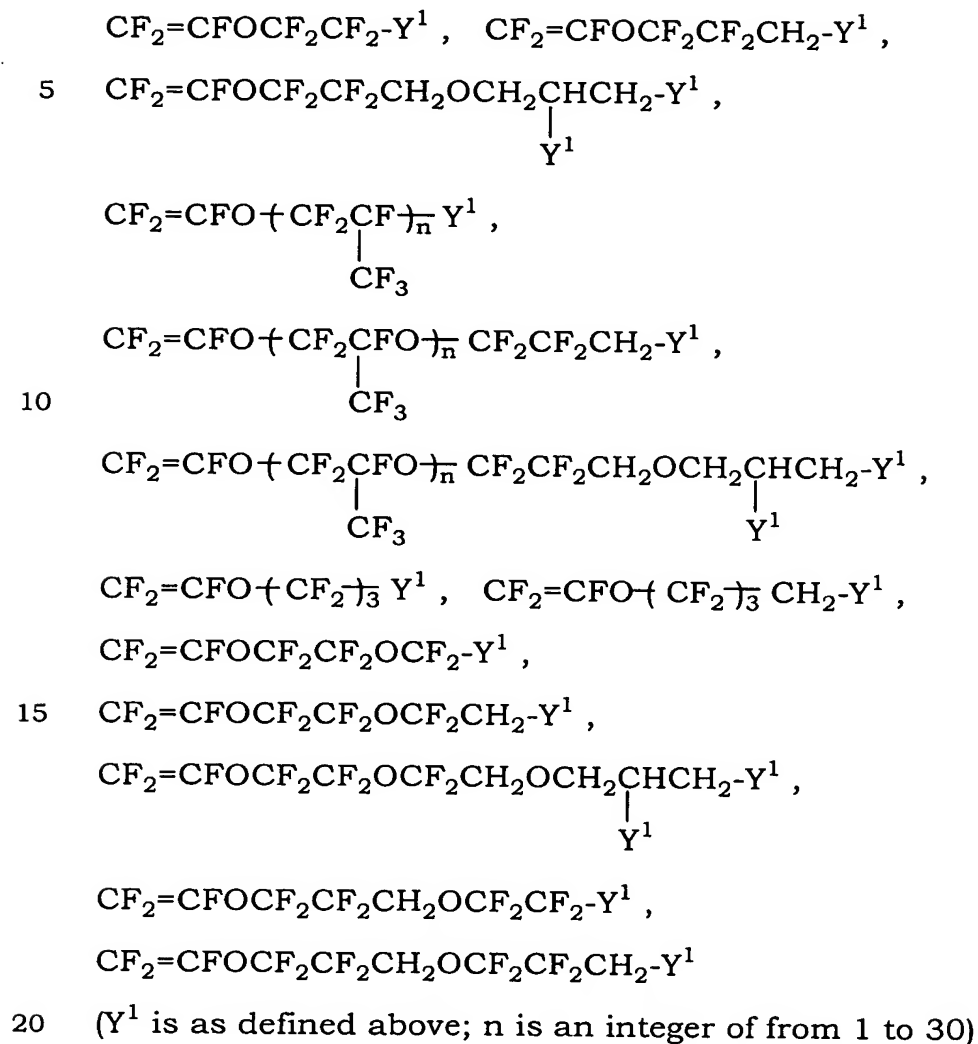 CF₂=CFOCF₂CF₂-Y¹ , CF₂=CFOCF₂CF₂CH₂-Y¹ ,
5 CF₂=CFOCF₂CF₂CH₂OCH₂CHCH₂-Y¹ ,
Y¹
CF₂=CFO(CF₂CF)ₙ Y¹ ,
CF₃
CF₂=CFO(CF₂CFO)ₙ CF₂CF₂CH₂-Y¹ ,
10 CF₃
CF₂=CFO(CF₂CFO)ₙ CF₂CF₂CH₂OCH₂CHCH₂-Y¹ ,
CF₃ Y¹
CF₂=CFO(CF₂)₃ Y¹ , CF₂=CFO(CF₂)₃ CH₂-Y¹ ,
CF₂=CFOCF₂CF₂OCF₂-Y¹ ,
15 CF₂=CFOCF₂CF₂OCF₂CH₂-Y¹ ,
CF₂=CFOCF₂CF₂OCF₂CH₂OCH₂CHCH₂-Y¹ ,
Y¹
CF₂=CFOCF₂CF₂CH₂OCF₂CF₂-Y¹ ,
CF₂=CFOCF₂CF₂CH₂OCF₂CF₂CH₂-Y¹
20 (Y¹ is as defined above; n is an integer of from 1 to 30)